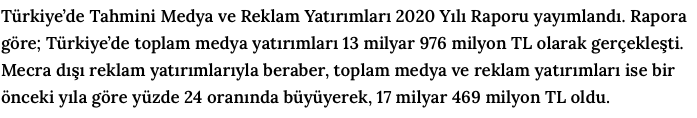 Türkiye’de Tahmini Medya ve Reklam Yatırımları 2020 Yılı Raporu yayımlandı. Rapora
göre; Türkiye’de toplam medya yatırımları 13 milyar 976 milyon TL olarak gerçekleşti.
Mecra dışı reklam yatırımlarıyla beraber, toplam medya ve reklam yatırımları ise bir
önceki yıla göre yüzde 24 oranında büyüyerek, 17 milyar 469 milyon TL oldu.